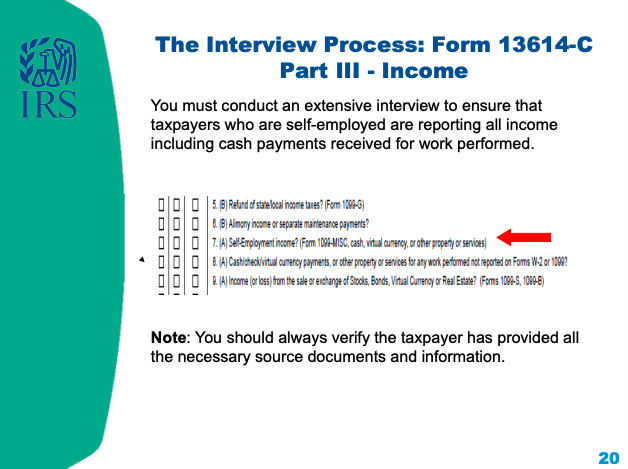 The Interview Process: Form 13614-C
Part III - Income
IRS
You must conduct an extensive interview to ensure that
taxpayers who are self-employed are reporting all income
including cash payments received for work performed.
5. (B) Refund of state/local income taxes? (Form 1099-G)
6. (B) Alimony income or separate maintenance payments?
7. (A) Self-Employment income? (Form 1099-MISC, cash, virtual currency, or other property or services)
8. (A) Cash/check/virtual currency payments, or other property or services for any work performed not reported on Forms W-2 or 1099?
9. (A) Income (or loss) from the sale or exchange of Stocks, Bonds, Virtual Currency or Real Estate? (Forms 1099-S, 1099-B)
Note: You should always verify the taxpayer has provided all
the necessary source documents and information.
20